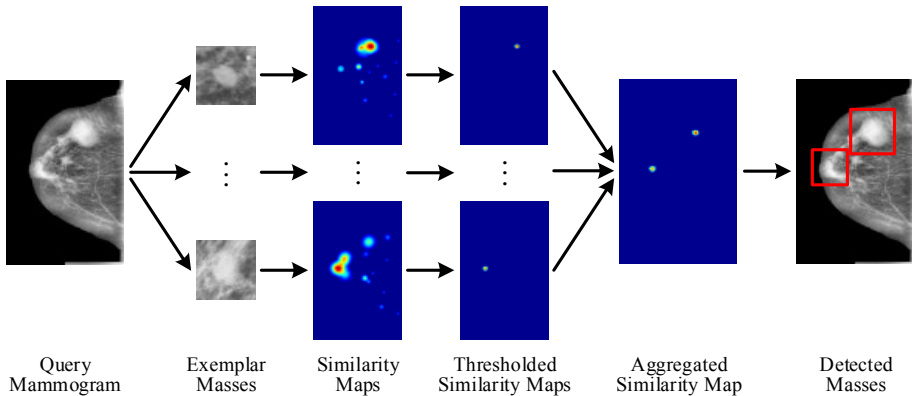 Query
Mammogram
Exemplar
Masses
Similarity
Maps
Thresholded
Similarity Maps
Aggregated
Similarity Map
Detected
Masses